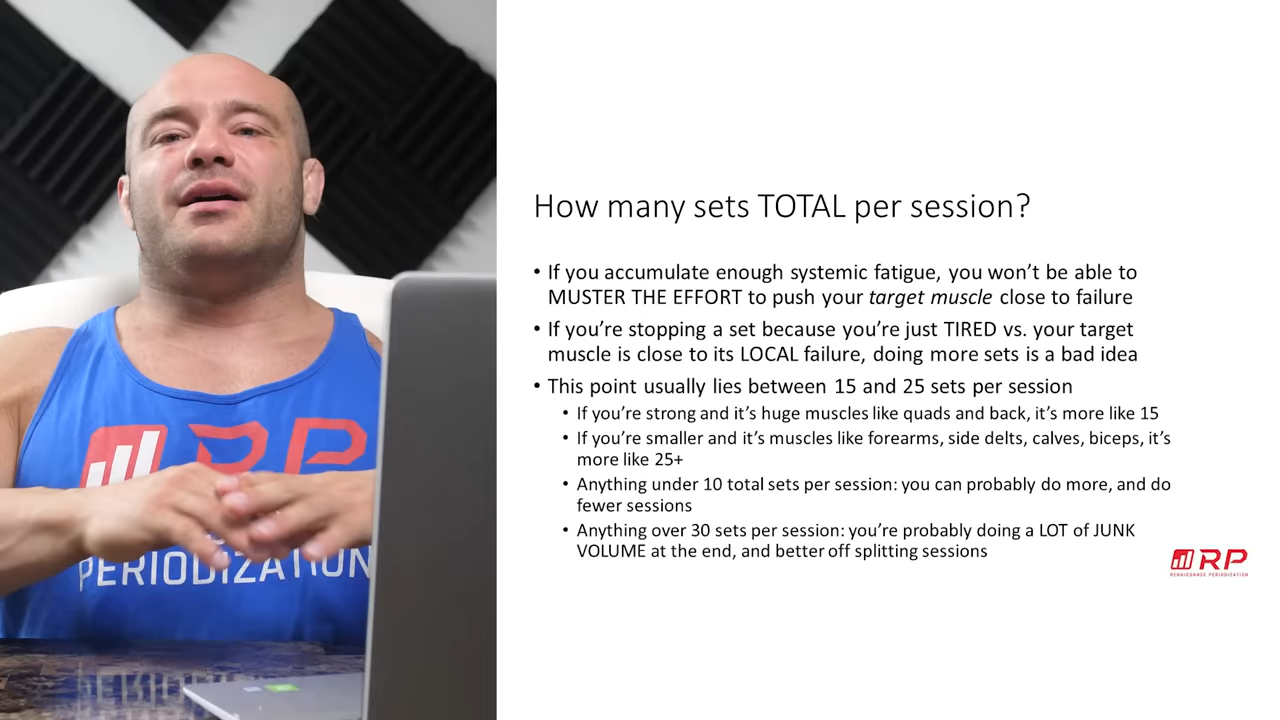 How many sets TOTAL per session?
• If you accumulate enough systemic fatigue, you won't be able to
MUSTER THE EFFORT to push your target muscle close to failure
• If you're stopping a set because you're just TIRED vs. your target
muscle is close to its LOCAL failure, doing more sets is a bad idea
• This point usually lies between 15 and 25 sets per session
• If you're strong and it's huge muscles like quads and back, it's more like 15
• If you're smaller and it's muscles like forearms, side delts, calves, biceps, it's
more like 25+
• Anything under 10 total sets per session: you can probably do more, and do
fewer sessions
• Anything over 30 sets per session: you're probably doing a LOT of JUNK
VOLUME at the end, and better off splitting sessions
RP
RENAISSANCE PERIODIZATION
RP
PERIODIZATION